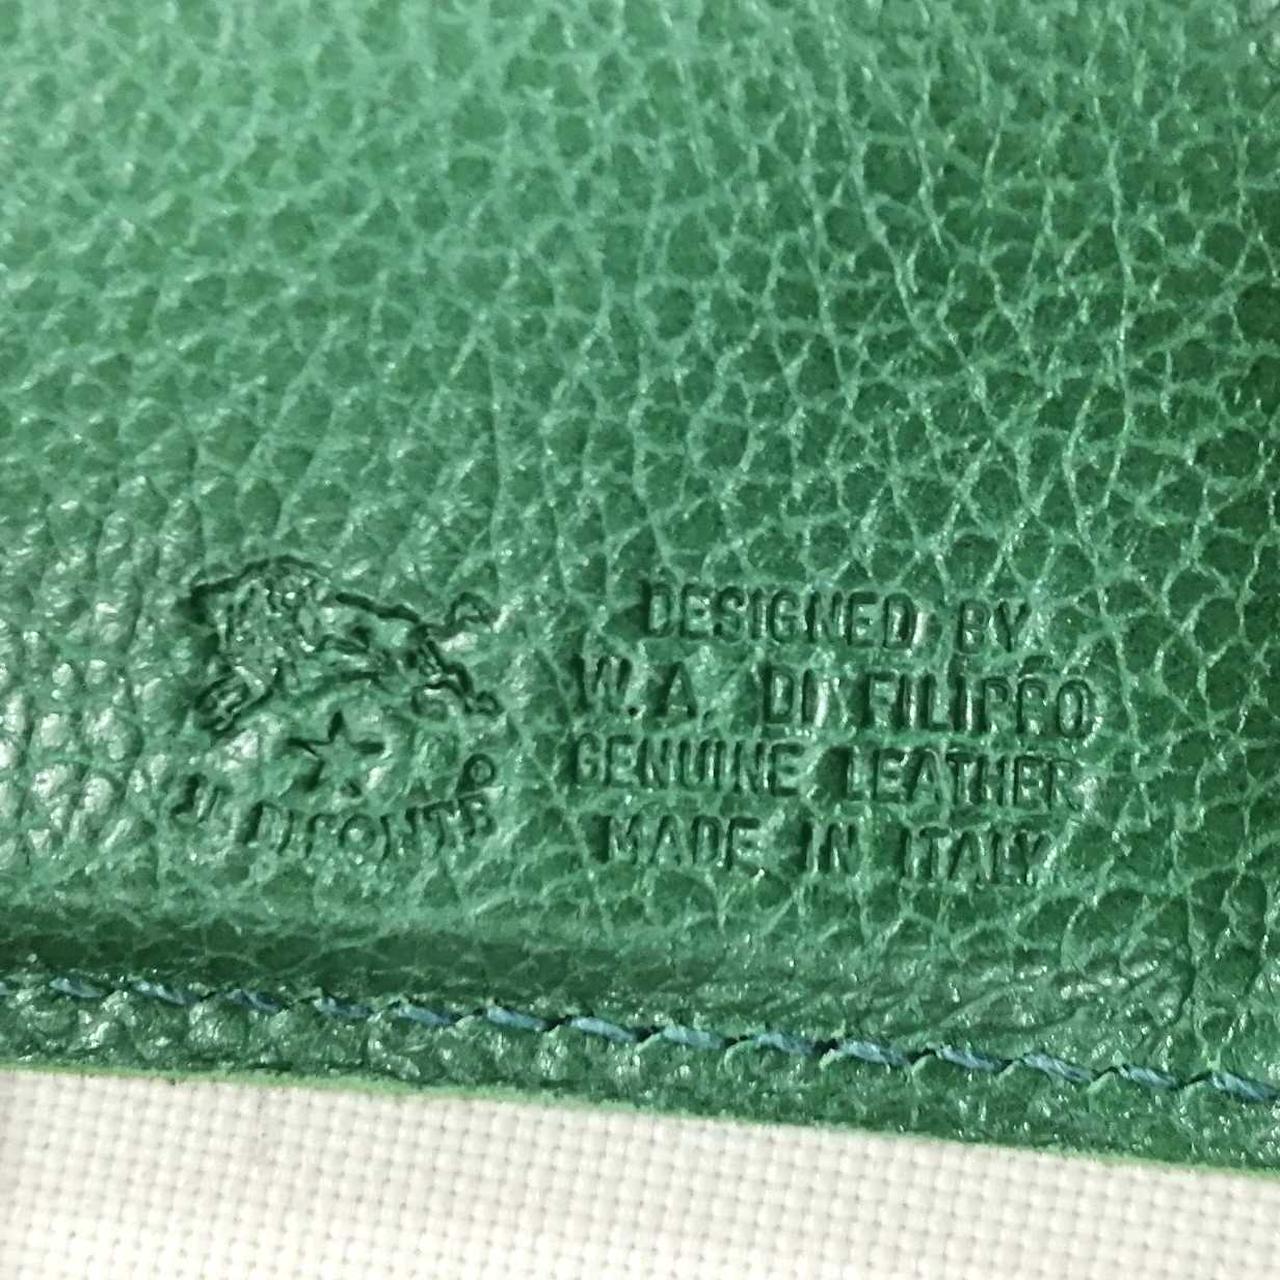 IL BISONTE
©
DESIGNED BY
W. A. DI FILIPPO
GENUINE LEATHER
MADE IN ITALY